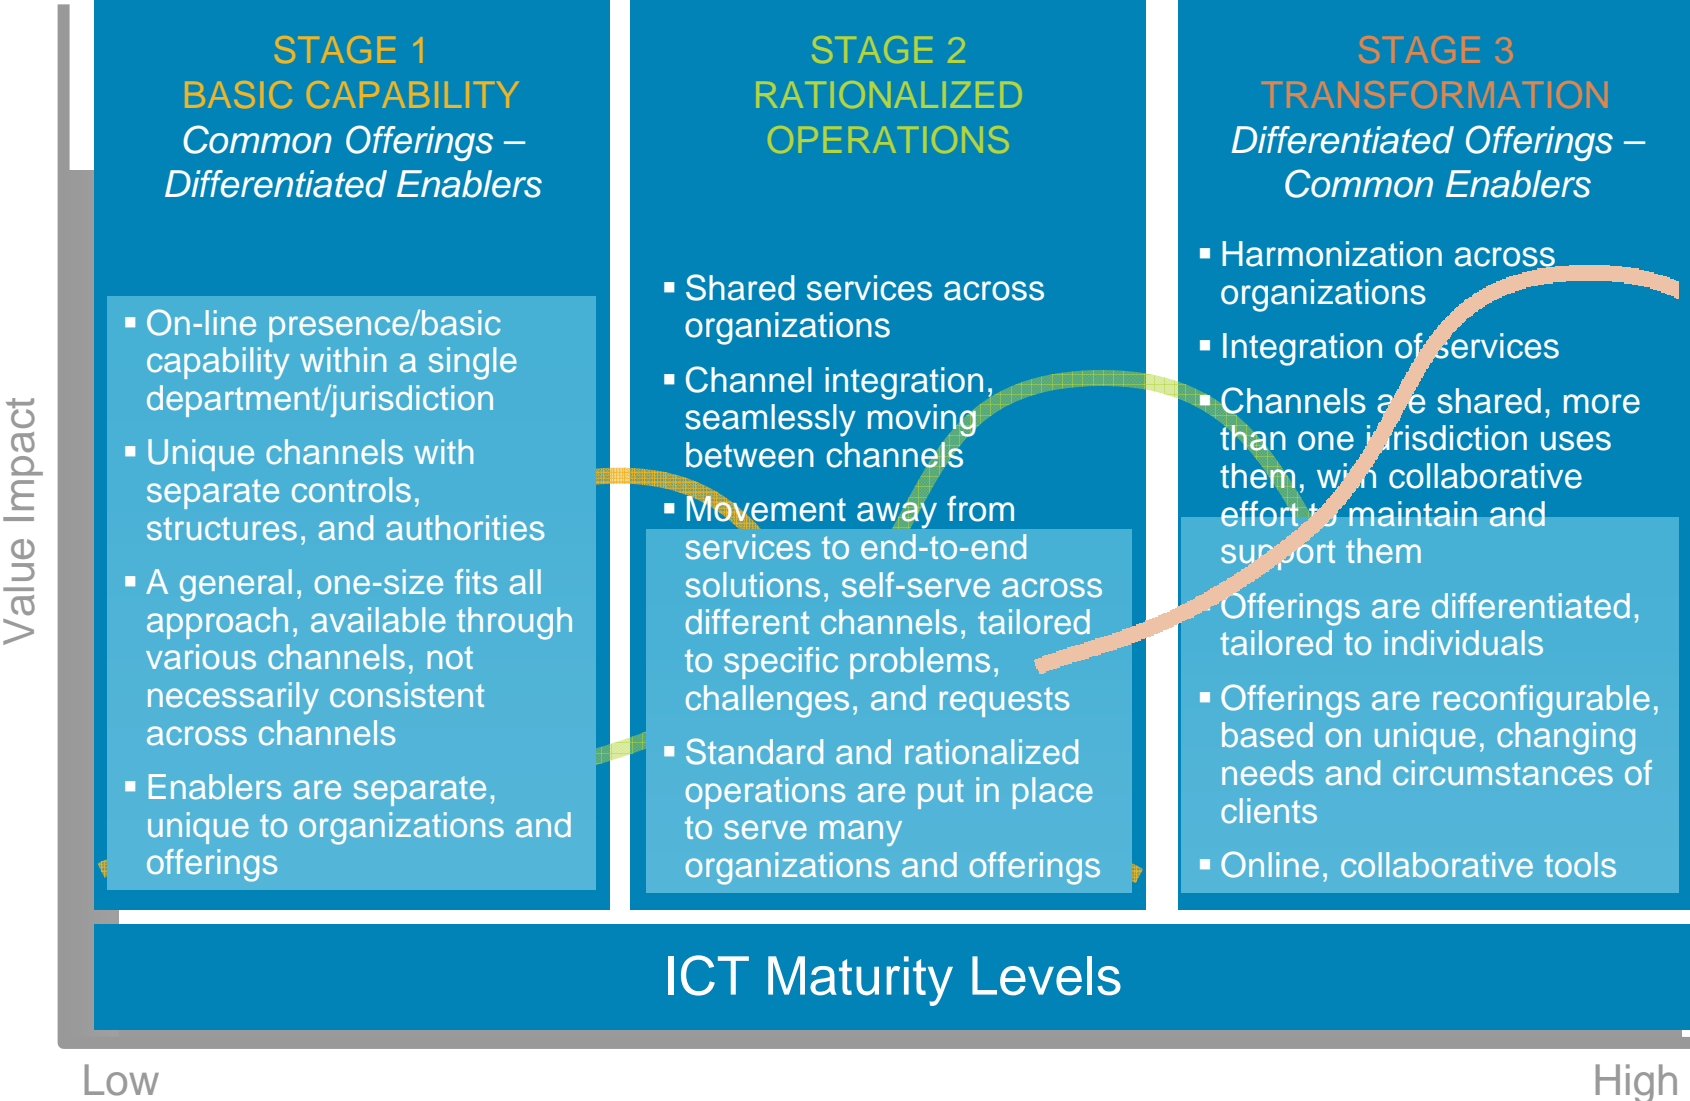 Value Impact
STAGE 1
BASIC CAPABILITY
Common Offerings –
Differentiated Enablers
▪ On-line presence/basic
capability within a single
department/jurisdiction
▪ Unique channels with
separate controls,
structures, and authorities
▪ A general, one-size fits all
approach, available through
various channels, not
necessarily consistent
across channels
▪ Enablers are separate,
unique to organizations and
offerings
STAGE 2
RATIONALIZED
OPERATIONS
▪ Shared services across
organizations
▪ Channel integration,
seamlessly moving
between channels
▪ Movement away from
services to end-to-end
solutions, self-serve across
different channels, tailored
to specific problems,
challenges, and requests
▪ Standard and rationalized
operations are put in place
to serve many
organizations and offerings
STAGE 3
TRANSFORMATION
Differentiated Offerings –
Common Enablers
▪ Harmonization across
organizations
▪ Integration of services
▪ Channels are shared, more
than one jurisdiction uses
them, with collaborative
effort to maintain and
support them
▪ Offerings are differentiated,
tailored to individuals
▪ Offerings are reconfigurable,
based on unique, changing
needs and circumstances of
clients
▪ Online, collaborative tools
ICT Maturity Levels
Low
High